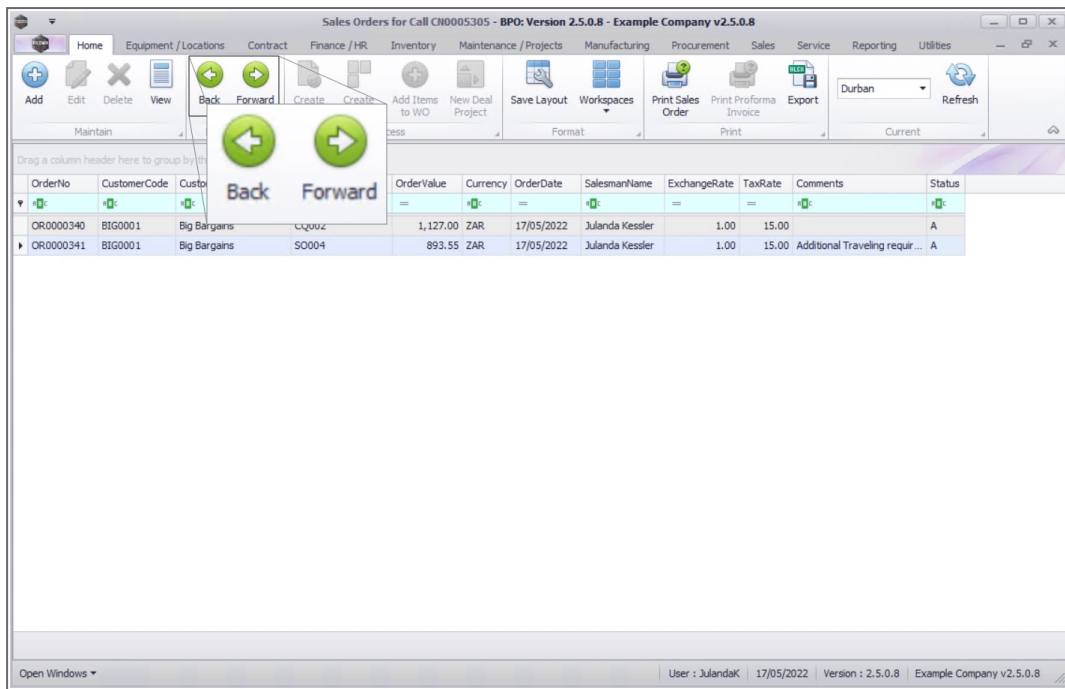 Sales Orders for Call CN0005305 - BPO: Version 2.5.0.8 - Example Company v2.5.0.8
Home Equipment / Locations Contract Finance / HR Inventory Maintenance / Projects Manufacturing Procurement Sales Service Reporting Utilities
Add Edit Delete View Back Forward Create Create Add Items to WO New Deal Project Save Layout Workspaces Print Sales Order Print Proforma Invoice Export Durban Refresh
Maintain Format Print Current
Back Forward
Drag a column header here to group by
OrderNo CustomerCode OrderValue Currency OrderDate SalesmanName ExchangeRate TaxRate Comments Status
OR0000340 BIG0001 Big Bargains CQ002 1,127.00 ZAR 17/05/2022 Julanda Kessler 1.00 15.00 A
OR0000341 BIG0001 Big Bargains SO004 893.55 ZAR 17/05/2022 Julanda Kessler 1.00 15.00 Additional Traveling requir... A
Open Windows User : JulandaK 17/05/2022 Version : 2.5.0.8 Example Company v2.5.0.8